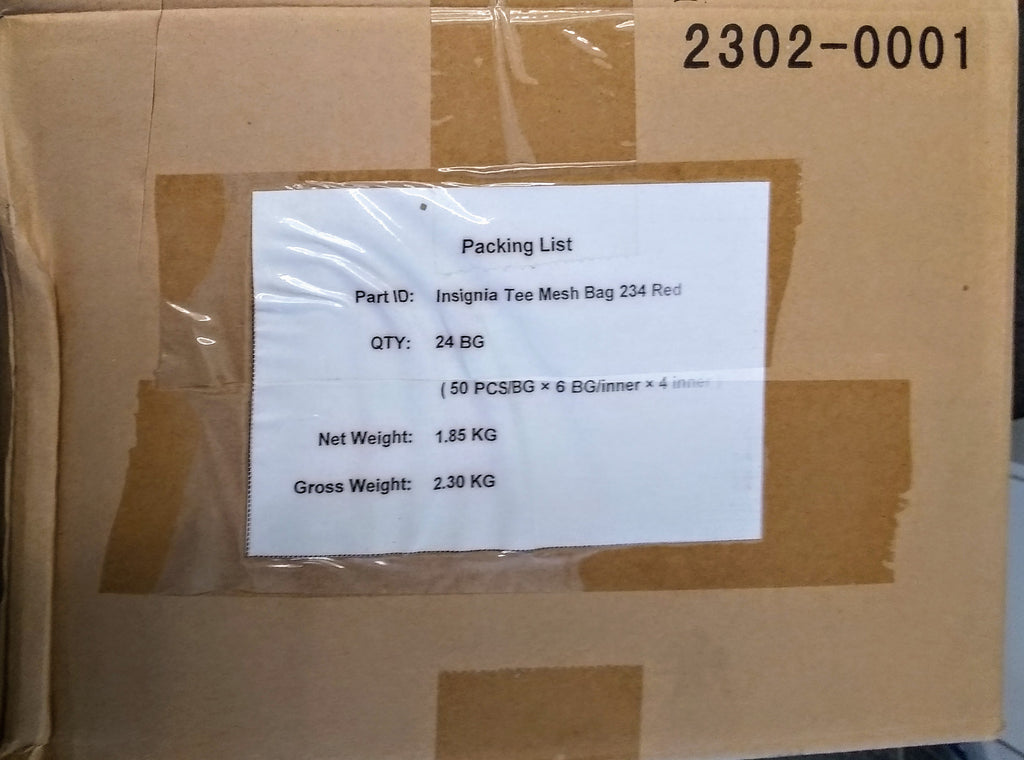 2302-0001
Packing List
Part ID: Insignia Tee Mesh Bag 234 Red
QTY: 24 BG
( 50 PCS/BG × 6 BG/inner × 4 inner )
Net Weight: 1.85 KG
Gross Weight: 2.30 KG